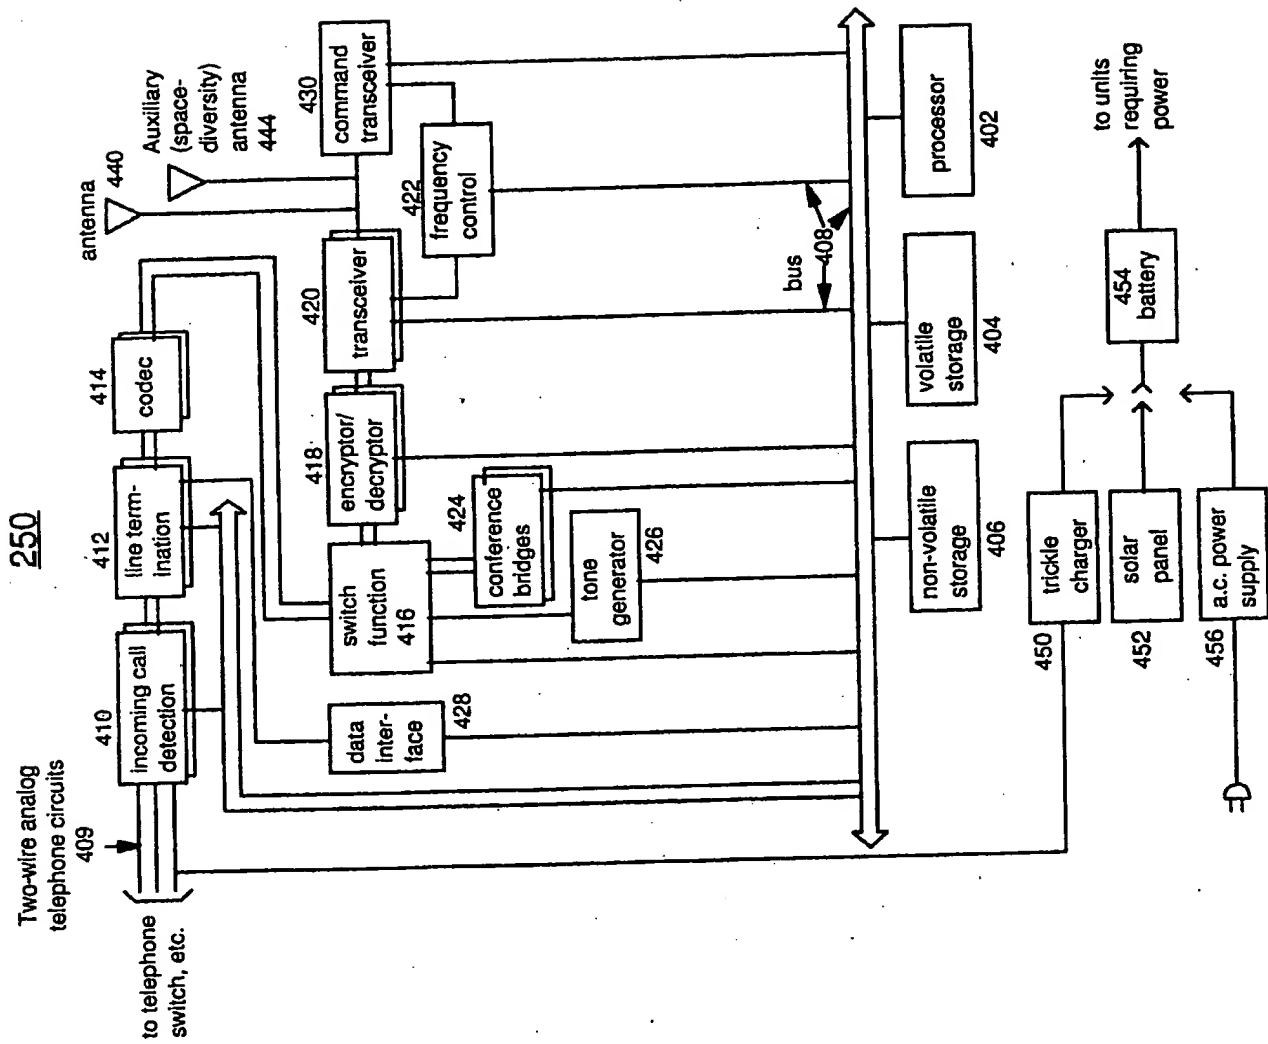 250
Two-wire analog
telephone circuits
409
to telephone
switch, etc.
410
incoming call
detection
412
line term-
ination
414
codec
antenna
440
Auxiliary
(space-
diversity)
antenna
444
data
inter-
face
428
switch
function
416
418
encryptor/
decryptor
420
transceiver
422
frequency
control
430
command
transceiver
424
conference
bridges
tone
generator
426
bus
408
non-volatile
storage
406
volatile
storage
404
processor
402
450
trickle
charger
452
solar
panel
456
a.c. power
supply
454
battery
to units
requiring
power